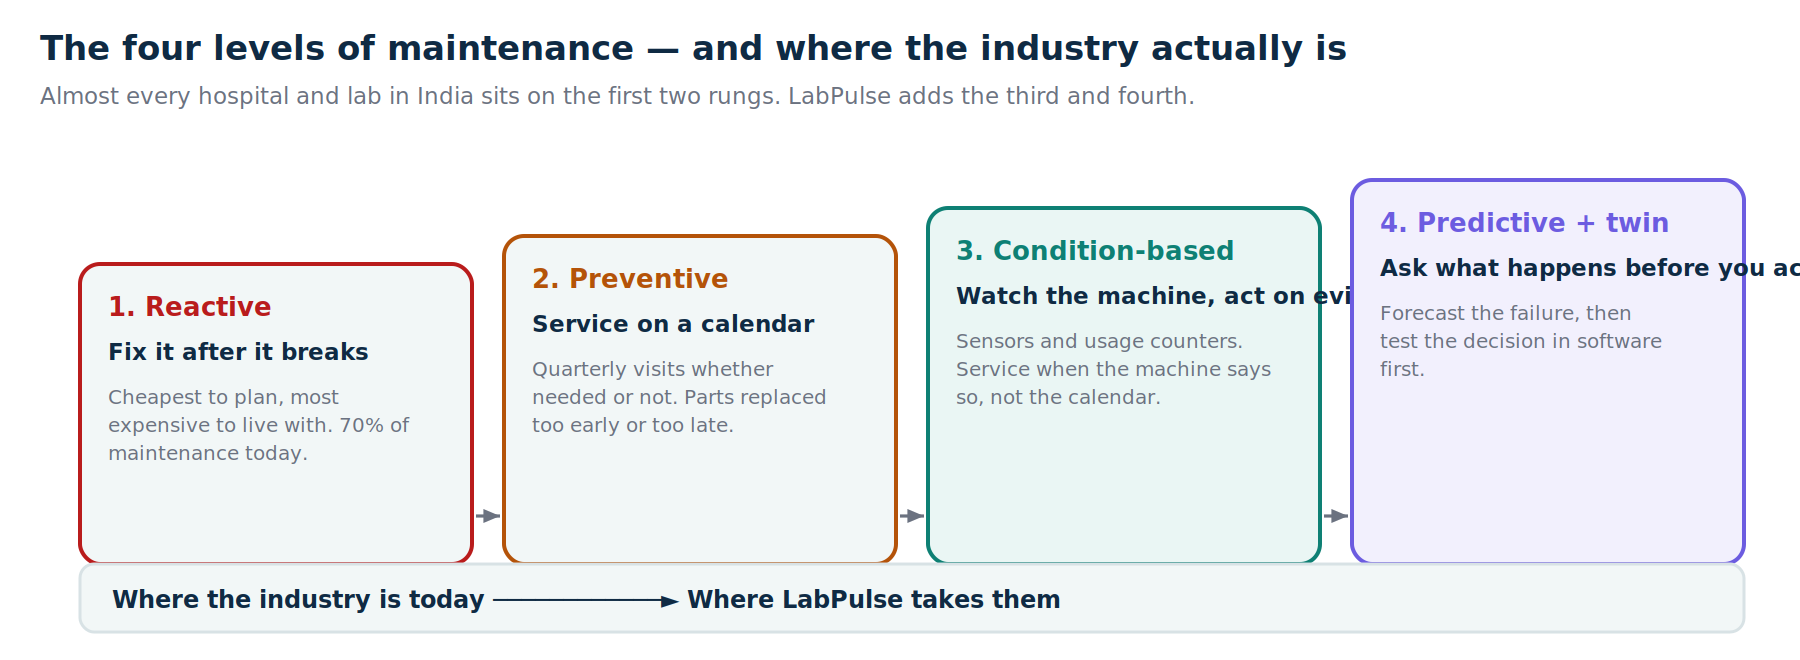 The four levels of maintenance — and where the industry actually is
Almost every hospital and lab in India sits on the first two rungs. LabPulse adds the third and fourth.
1. Reactive
Fix it after it breaks
Cheapest to plan, most
expensive to live with. 70% of
maintenance today.
2. Preventive
Service on a calendar
Quarterly visits whether
needed or not. Parts replaced
too early or too late.
3. Condition-based
Watch the machine, act on evi
Sensors and usage counters.
Service when the machine says
so, not the calendar.
4. Predictive + twin
Ask what happens before you ac
Forecast the failure, then
test the decision in software
first.
Where the industry is today ⟶ Where LabPulse takes them